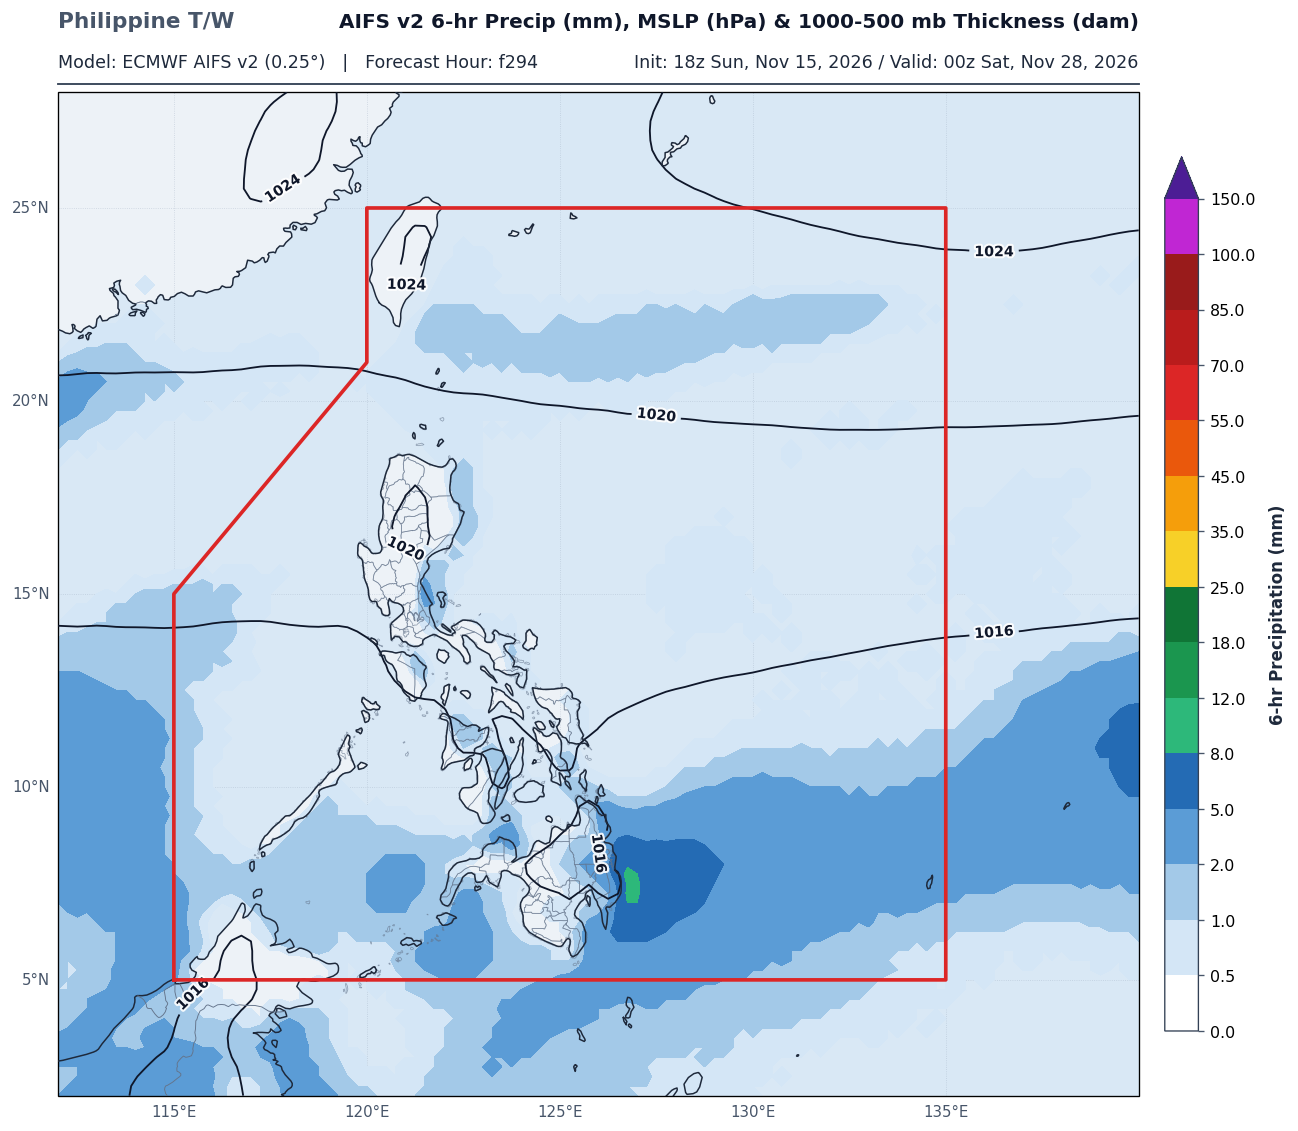 Philippine T/W
AIFS v2 6-hr Precip (mm), MSLP (hPa) & 1000-500 mb Thickness (dam)
Model: ECMWF AIFS v2 (0.25°) | Forecast Hour: f294
Init: 18z Sun, Nov 15, 2026 / Valid: 00z Sat, Nov 28, 2026
25°N
20°N
15°N
10°N
5°N
115°E
120°E
125°E
130°E
135°E
1024
1024
1024
1020
1020
1016
1016
1016
150.0
100.0
85.0
70.0
55.0
45.0
35.0
25.0
18.0
12.0
8.0
5.0
2.0
1.0
0.5
0.0
6-hr Precipitation (mm)